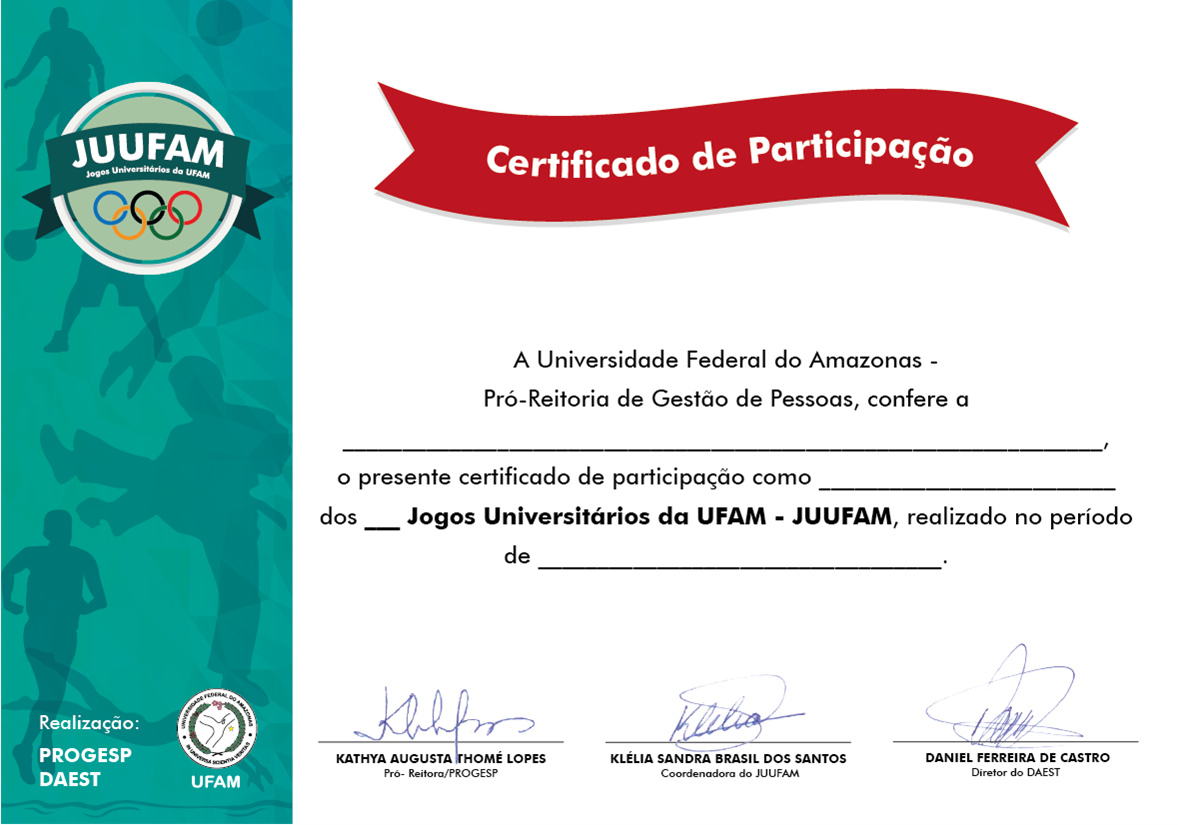 JUUFAM
Jogos Universitários da UFAM
Certificado de Participação
A Universidade Federal do Amazonas -
Pró-Reitoria de Gestão de Pessoas, confere a
________________________________________________________________,
o presente certificado de participação como _________________________
dos ___ Jogos Universitários da UFAM - JUUFAM, realizado no período
de __________________________________.
KATHYA AUGUSTA THOMÉ LOPES
Pró- Reitora/PROGESP
KLÉLIA SANDRA BRASIL DOS SANTOS
Coordenadora do JUUFAM
DANIEL FERREIRA DE CASTRO
Diretor do DAEST
Realização:
PROGESP
DAEST
UNIVERSIDADE FEDERAL DO AMAZONAS
IN UNIVERSA SCIENTIA VERITAS
UFAM